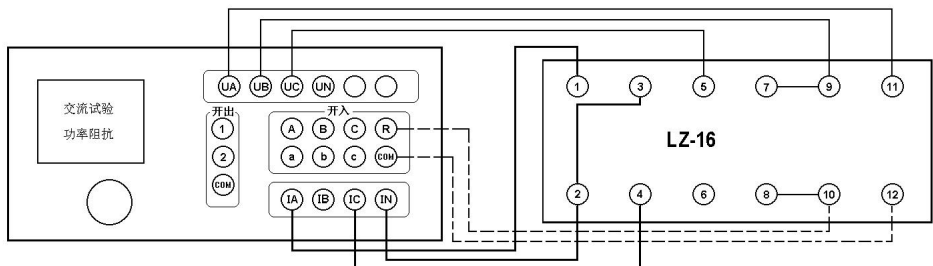 UA UB UC UN
交流试验
功率阻抗
开出
1
2
COM
开入
A B C R
a b c COM
IA IB IC IN
1 3 5 7 9 11
LZ-16
2 4 6 8 10 12